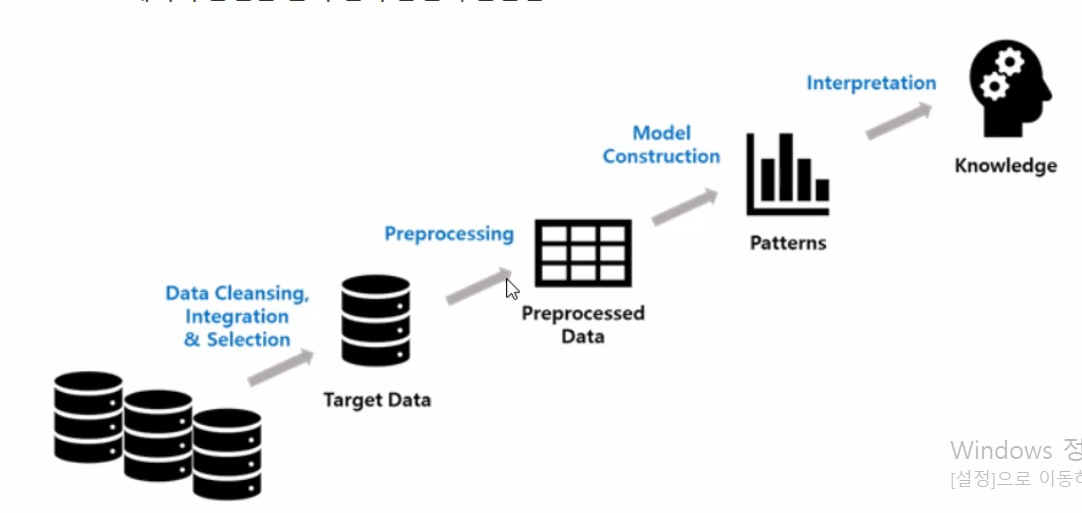 Interpretation
Knowledge
Model
Construction
Patterns
Preprocessing
Preprocessed
Data
Data Cleansing,
Integration
& Selection
Target Data
Windows 정
[설정]으로 이동하